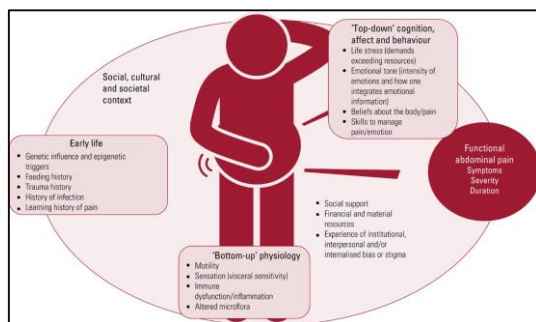 Social, cultural
and societal
context
'Top-down' cognition,
affect and behaviour
• Life stress (demands
exceeding resources)
• Emotional tone (intensity of
emotions and how one
integrates emotional
information)
• Beliefs about the body/pain
• Skills to manage
pain/emotion
Early life
• Genetic influence and epigenetic
triggers
• Feeding history
• Trauma history
• History of infection
• Learning history of pain
Functional
abdominal pain
Symptoms
Severity
Duration
• Social support
• Financial and material
resources
• Experience of institutional,
interpersonal and/or
internalised bias or stigma
'Bottom-up' physiology
• Motility
• Sensation (visceral sensitivity)
• Immune
dysfunction/inflammation
• Altered microflora